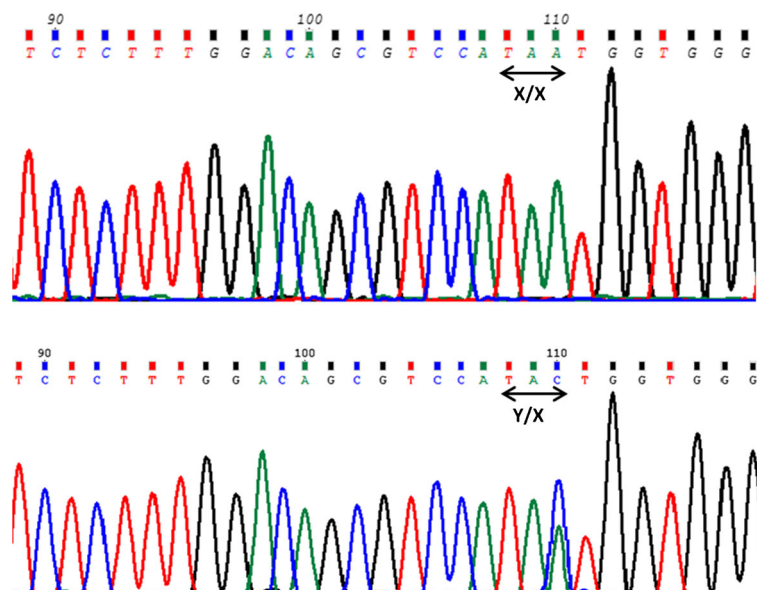 90 100 110
T C T C T T T G G A C A G C G T C C A T A A T G G T G G G
X/X
90 100 110
T C T C T T T G G A C A G C G T C C A T A C T G G T G G G
Y/X